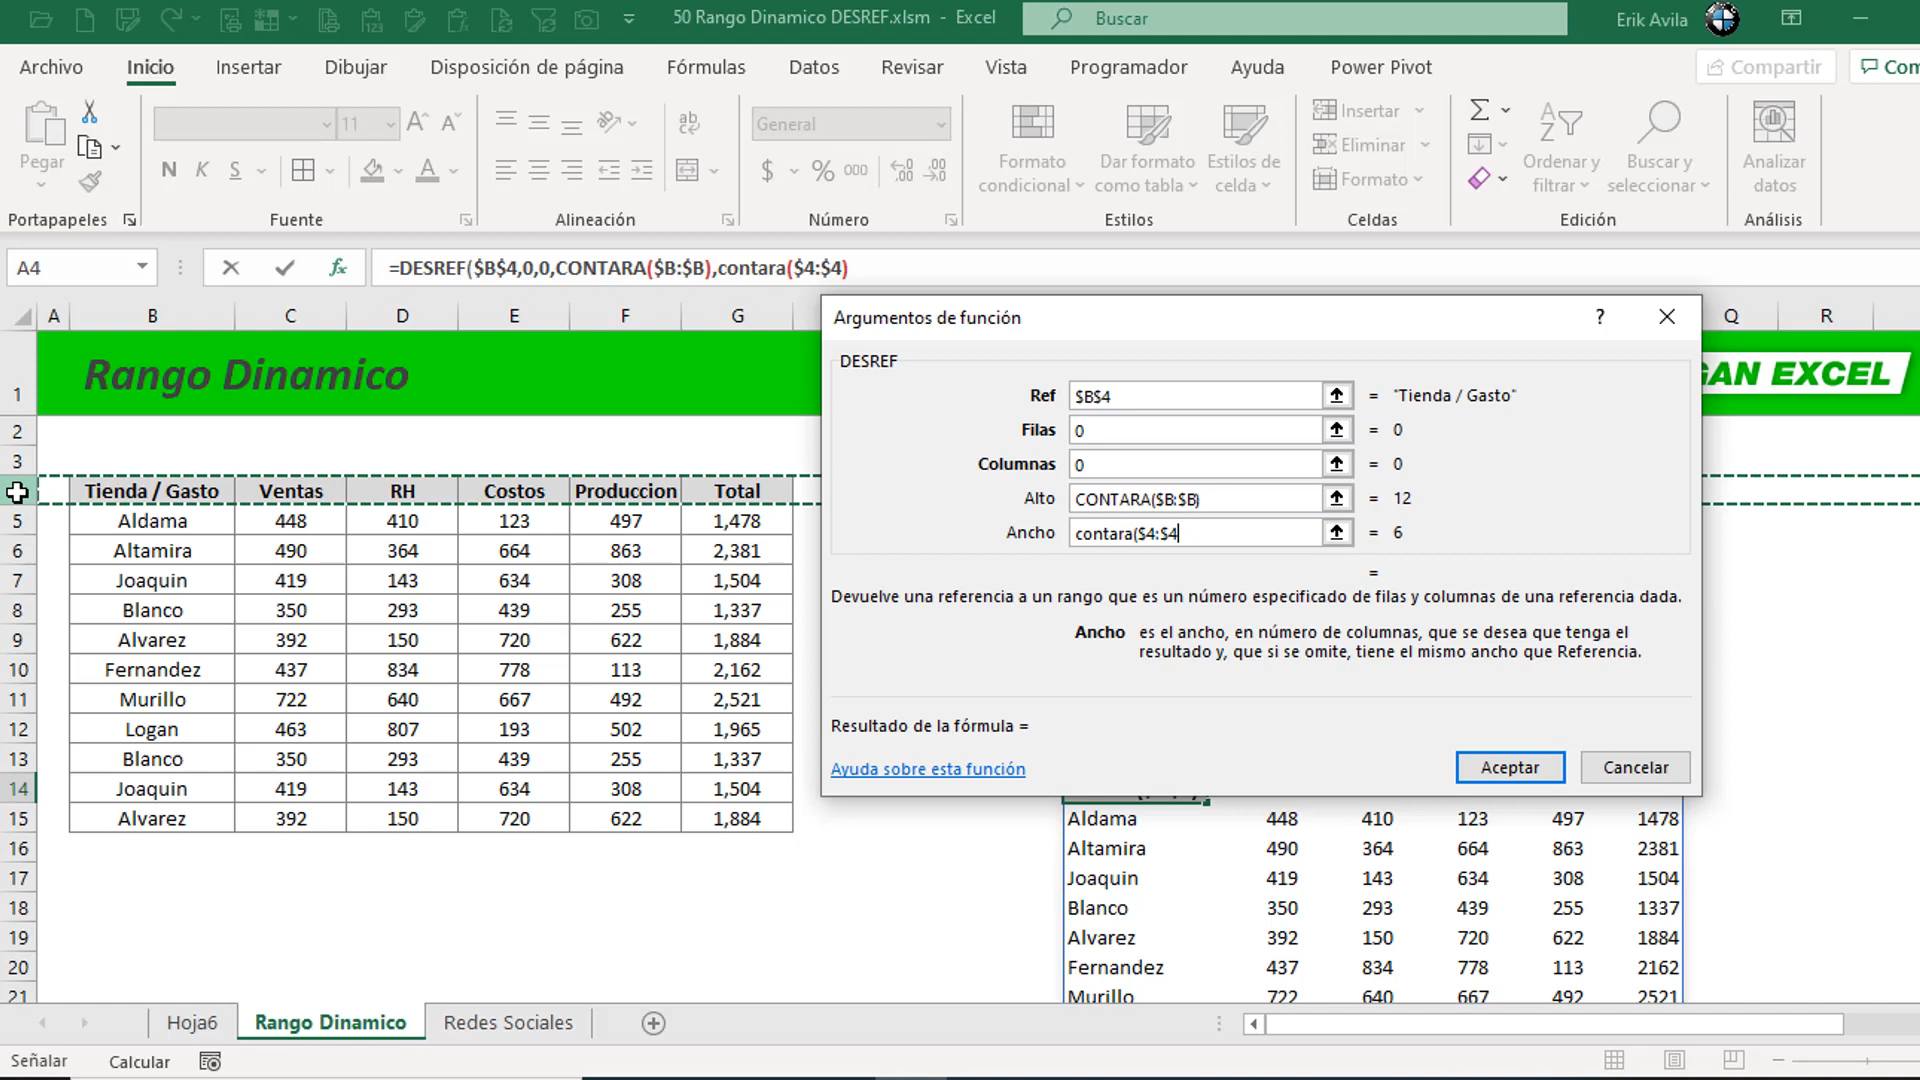 50 Rango Dinamico DESREF.xlsm - Excel
Buscar
Erik Avila
Archivo Inicio Insertar Dibujar Disposición de página Fórmulas Datos Revisar Vista Programador Ayuda Power Pivot
Compartir Com
Pegar
11
N K S
Portapapeles Fuente Alineación
General
$ % 000
Número
Formato condicional
Dar formato como tabla
Estilos de celda
Estilos
Insertar
Eliminar
Formato
Celdas
Ordenar y filtrar
Buscar y seleccionar
Edición
Analizar datos
Análisis
A4
fx
=DESREF($B$4,0,0,CONTARA($B:$B),contara($4:$4)
A B C D E F G Q R
1 Rango Dinamico
GAN EXCEL
2
3
Tienda / Gasto Ventas RH Costos Produccion Total
5 Aldama 448 410 123 497 1,478
6 Altamira 490 364 664 863 2,381
7 Joaquin 419 143 634 308 1,504
8 Blanco 350 293 439 255 1,337
9 Alvarez 392 150 720 622 1,884
10 Fernandez 437 834 778 113 2,162
11 Murillo 722 640 667 492 2,521
12 Logan 463 807 193 502 1,965
13 Blanco 350 293 439 255 1,337
14 Joaquin 419 143 634 308 1,504
15 Alvarez 392 150 720 622 1,884
16
17
18
19
20
21
Argumentos de función
?
DESREF
Ref $B$4 = "Tienda / Gasto"
Filas 0 = 0
Columnas 0 = 0
Alto CONTARA($B:$B) = 12
Ancho contara($4:$4 = 6
=
Devuelve una referencia a un rango que es un número especificado de filas y columnas de una referencia dada.
Ancho es el ancho, en número de columnas, que se desea que tenga el
resultado y, que si se omite, tiene el mismo ancho que Referencia.
Resultado de la fórmula =
Ayuda sobre esta función
Aceptar Cancelar
Aldama 448 410 123 497 1478
Altamira 490 364 664 863 2381
Joaquin 419 143 634 308 1504
Blanco 350 293 439 255 1337
Alvarez 392 150 720 622 1884
Fernandez 437 834 778 113 2162
Murillo 722 640 667 492 2521
Hoja6 Rango Dinamico Redes Sociales
Señalar Calcular